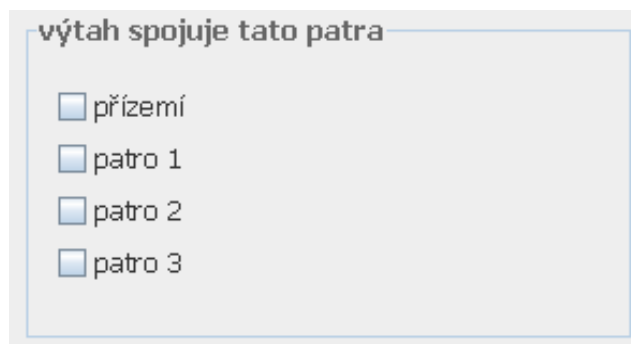 výtah spojuje tato patra
přízemí
patro 1
patro 2
patro 3